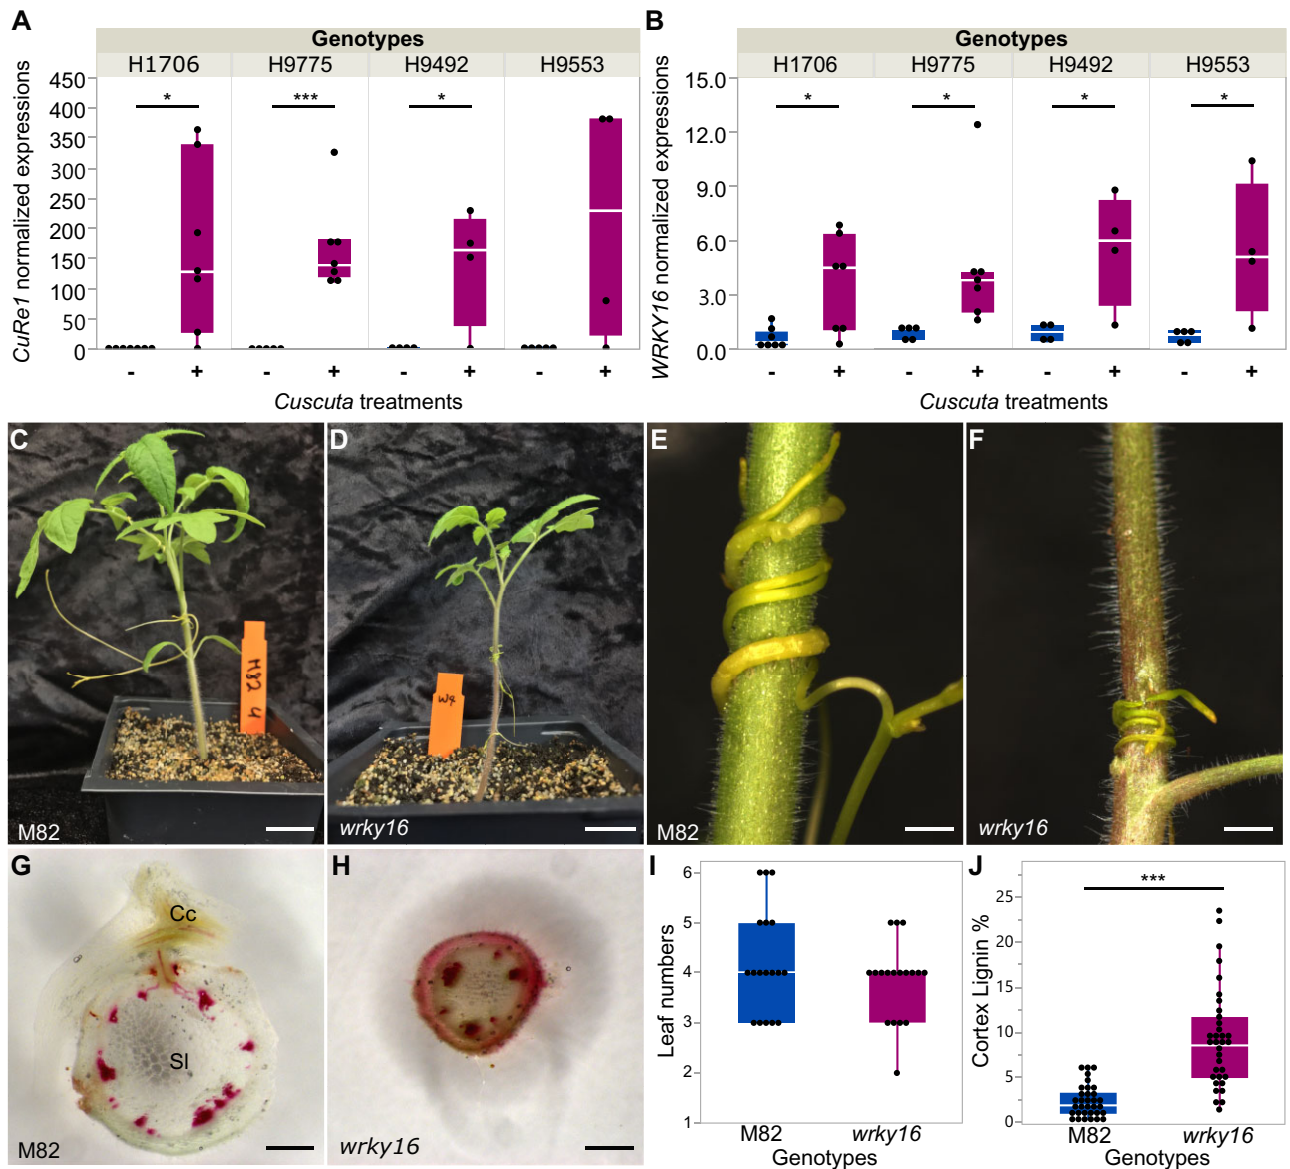 A
Genotypes
H1706 H9775 H9492 H9553
CuRe1 normalized expressions
450
400
350
300
250
200
150
100
50
0
* *** *
- + - + - + - +
Cuscuta treatments
B
Genotypes
H1706 H9775 H9492 H9553
WRKY16 normalized expressions
15.0
12.0
9.0
6.0
3.0
0.0
* * * *
- + - + - + - +
Cuscuta treatments
C
M82 4
M82
D
W9
wrky16
E
M82
F
wrky16
G
Cc
Sl
M82
H
wrky16
I
Leaf numbers
6
5
4
3
2
1
M82 wrky16
Genotypes
J
Cortex Lignin %
25
20
15
10
5
0
***
M82 wrky16
Genotypes